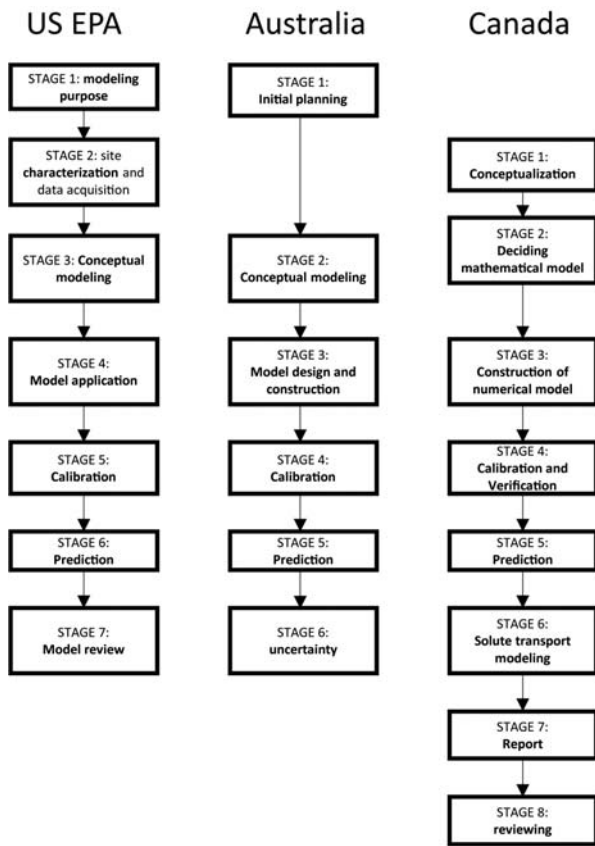 US EPA
Australia
Canada
STAGE 1: modeling
purpose
STAGE 2: site
characterization and
data acquisition
STAGE 3: Conceptual
modeling
STAGE 4:
Model application
STAGE 5:
Calibration
STAGE 6:
Prediction
STAGE 7:
Model review
STAGE 1:
Initial planning
STAGE 2:
Conceptual modeling
STAGE 3:
Model design and
construction
STAGE 4:
Calibration
STAGE 5:
Prediction
STAGE 6:
uncertainty
STAGE 1:
Conceptualization
STAGE 2:
Deciding
mathematical model
STAGE 3:
Construction of
numerical model
STAGE 4:
Calibration and
Verification
STAGE 5:
Prediction
STAGE 6:
Solute transport
modeling
STAGE 7:
Report
STAGE 8:
reviewing